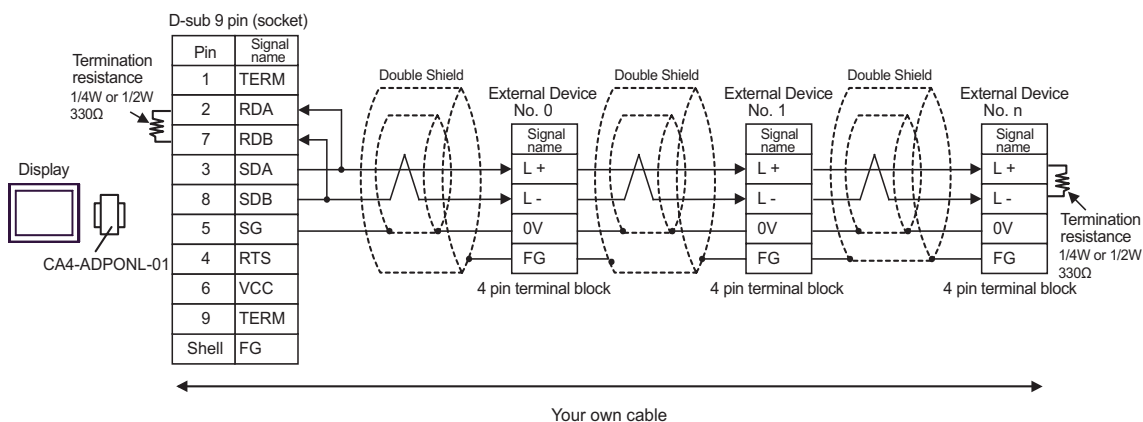 D-sub 9 pin (socket)
Pin Signal name
1 TERM
2 RDA
7 RDB
3 SDA
8 SDB
5 SG
4 RTS
6 VCC
9 TERM
Shell FG
Termination
resistance
1/4W or 1/2W
330Ω
Display
CA4-ADPONL-01
Double Shield
External Device
No. 0
Signal
name
L +
L -
0V
FG
4 pin terminal block
Double Shield
External Device
No. 1
Signal
name
L +
L -
0V
FG
4 pin terminal block
Double Shield
External Device
No. n
Signal
name
L +
L -
0V
FG
4 pin terminal block
Termination
resistance
1/4W or 1/2W
330Ω
Your own cable